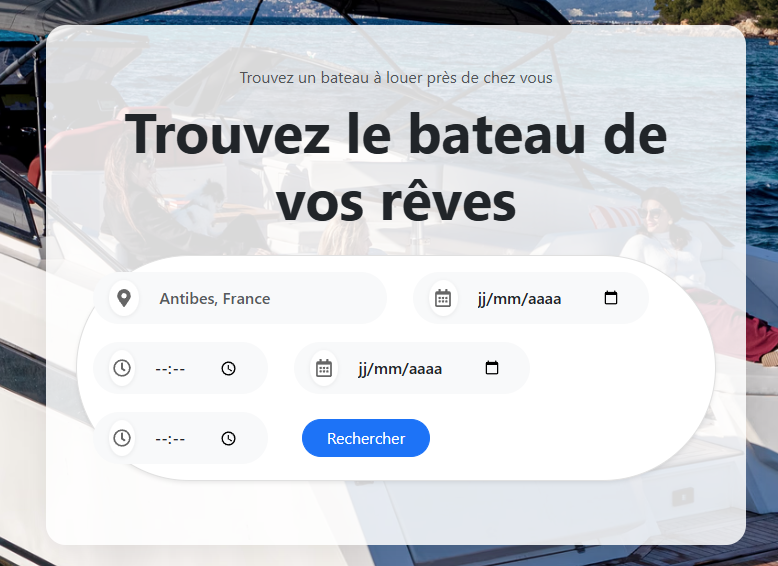 Trouvez un bateau à louer près de chez vous
Trouvez le bateau de
vos rêves
Antibes, France
jj/mm/aaaa
--:--
jj/mm/aaaa
--:--
Rechercher